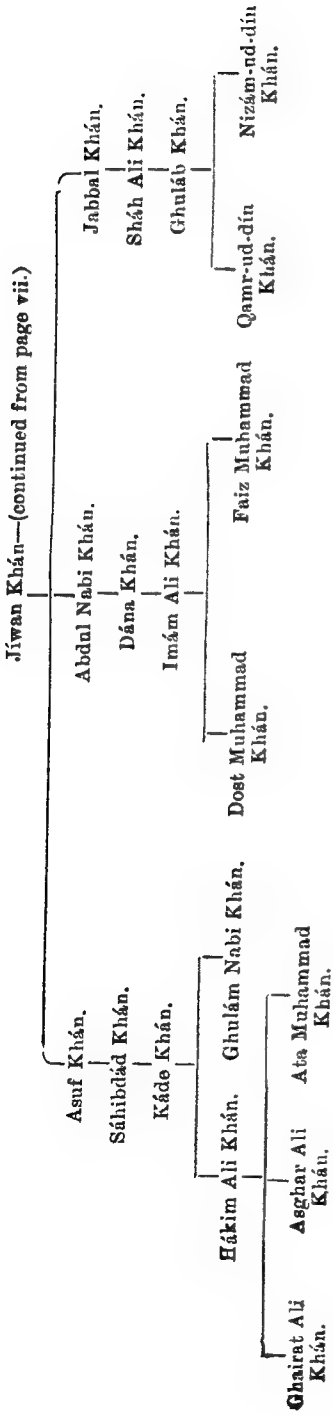 Jíwan Khán—(continued from page vii.)
Asuf Khán.
Abdul Nabi Khán.
Jabbal Khán.
Sáhibdád Khán.
Dána Khán.
Sháh Ali Khán.
Káde Khán.
Imám Ali Khán.
Ghuláb Khán.
Hákim Ali Khán.
Ghulám Nabi Khán.
Dost Muhammad
Khán.
Faiz Muhammad
Khán.
Qamr-ud-dín
Khán.
Nizám-ud-dín
Khán.
Ghairat Ali
Khán.
Asghar Ali
Khán.
Ata Muhammad
Khán.